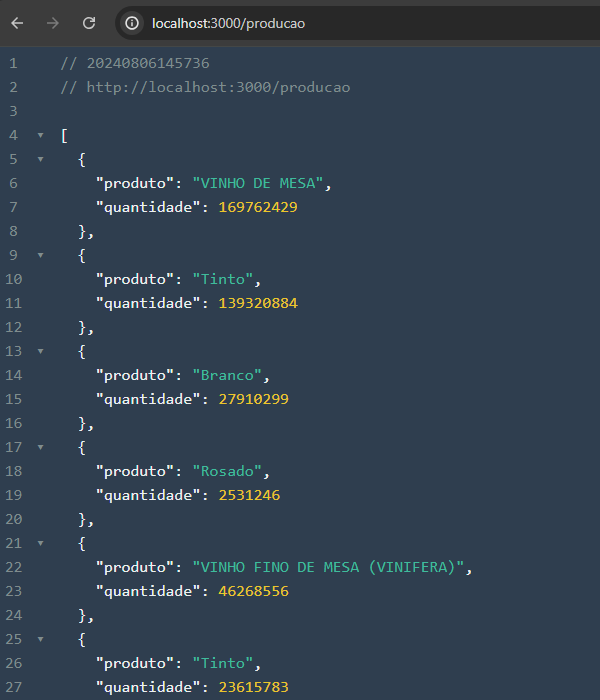 localhost:3000/producao
1 // 20240806145736
2 // http://localhost:3000/producao
3
4 [
5 {
6 "produto": "VINHO DE MESA",
7 "quantidade": 169762429
8 },
9 {
10 "produto": "Tinto",
11 "quantidade": 139320884
12 },
13 {
14 "produto": "Branco",
15 "quantidade": 27910299
16 },
17 {
18 "produto": "Rosado",
19 "quantidade": 2531246
20 },
21 {
22 "produto": "VINHO FINO DE MESA (VINIFERA)",
23 "quantidade": 46268556
24 },
25 {
26 "produto": "Tinto",
27 "quantidade": 23615783